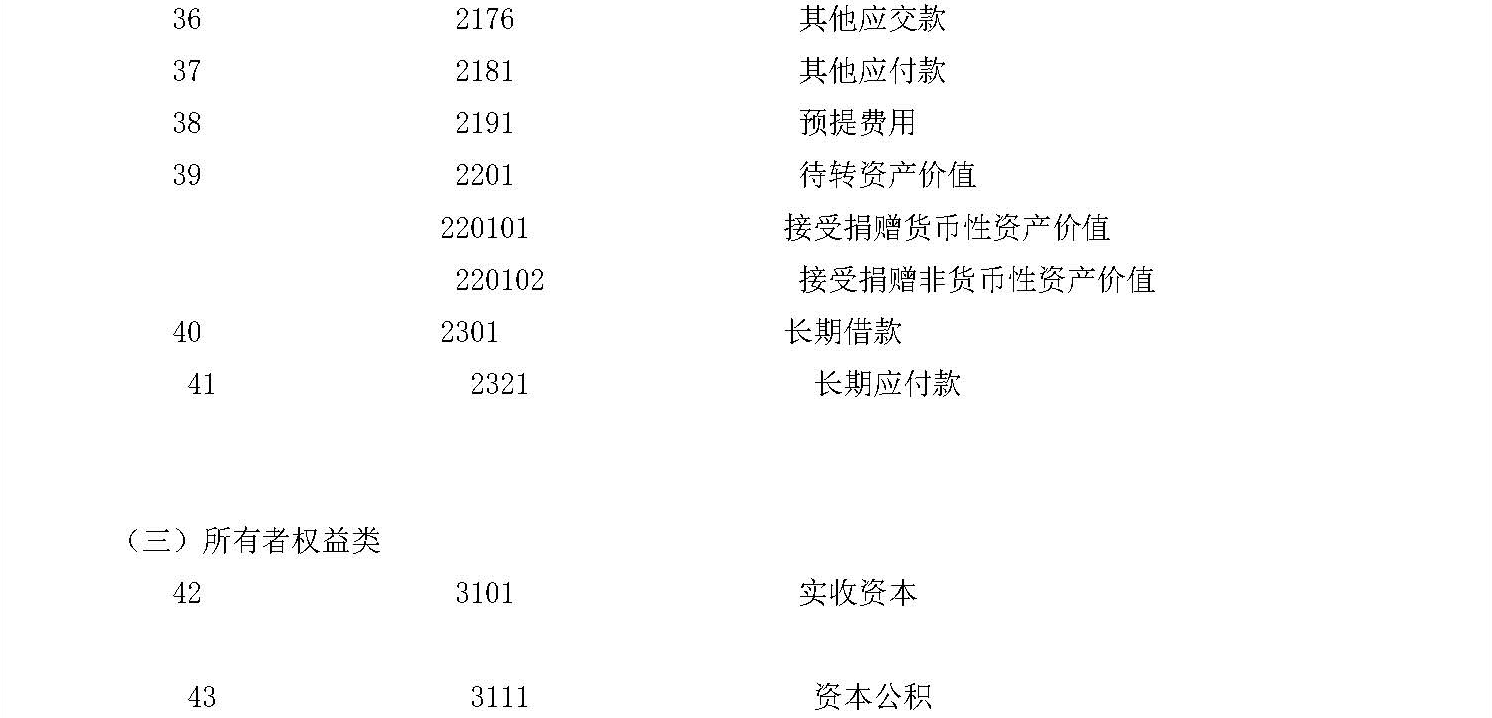 36 2176 其他应交款
37 2181 其他应付款
38 2191 预提费用
39 2201 待转资产价值
220101 接受捐赠货币性资产价值
220102 接受捐赠非货币性资产价值
40 2301 长期借款
41 2321 长期应付款
（三）所有者权益类
42 3101 实收资本
43 3111 资本公积